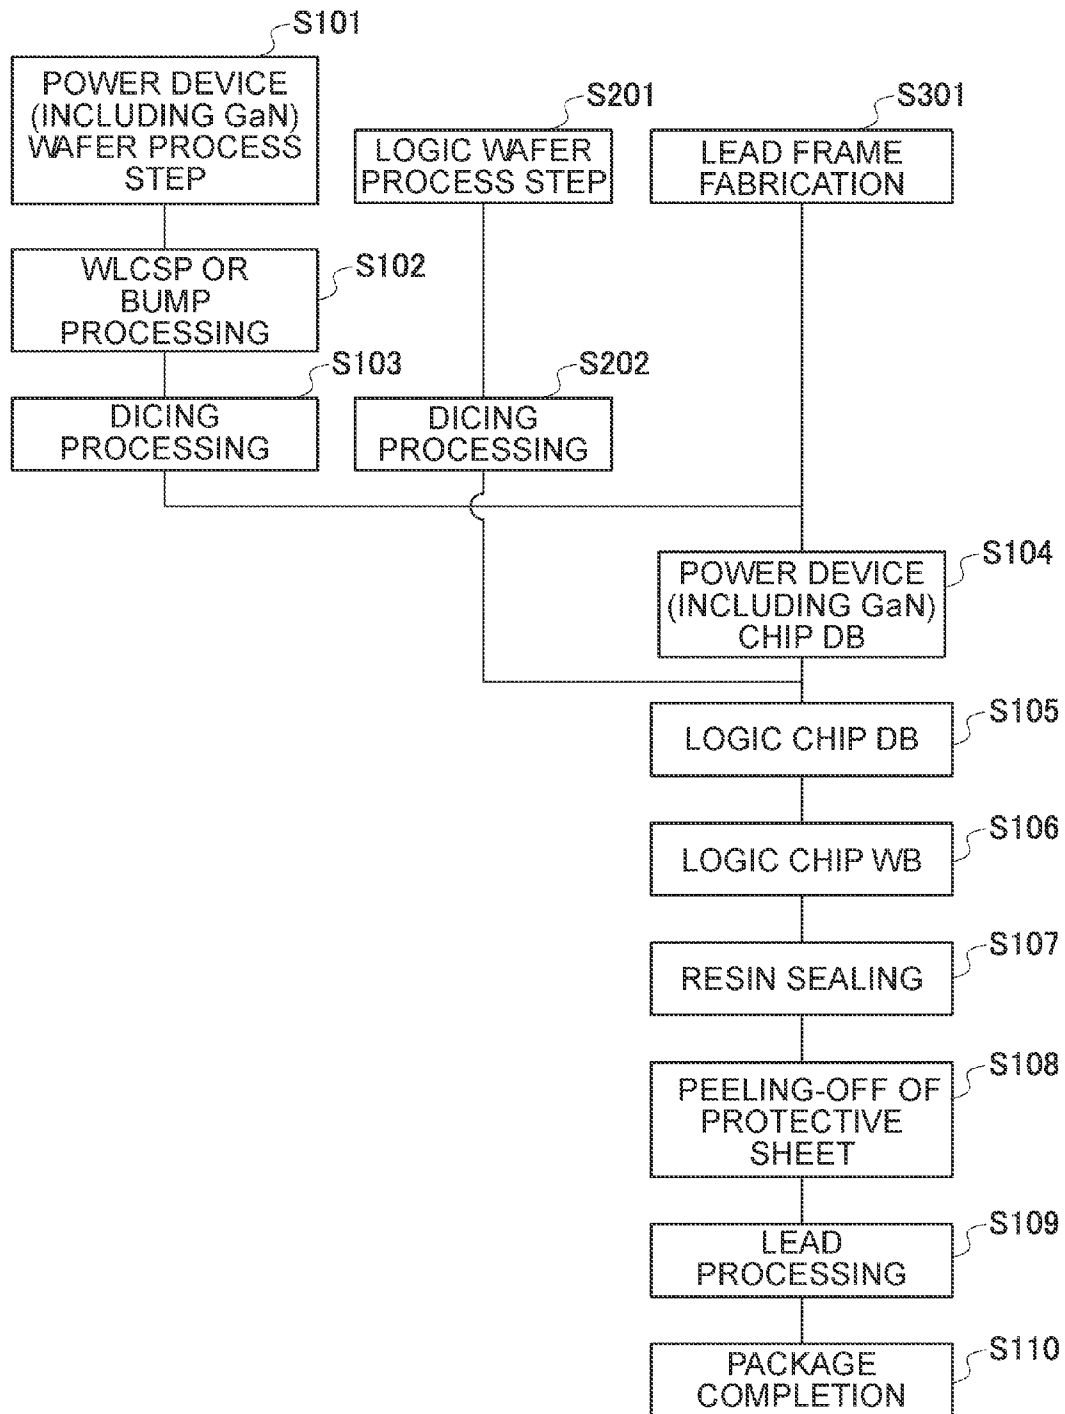 S101
POWER DEVICE
(INCLUDING GaN)
WAFER PROCESS
STEP
S201
LOGIC WAFER
PROCESS STEP
S301
LEAD FRAME
FABRICATION
S102
WLCSP OR
BUMP
PROCESSING
S103
DICING
PROCESSING
S202
DICING
PROCESSING
S104
POWER DEVICE
(INCLUDING GaN)
CHIP DB
S105
LOGIC CHIP DB
S106
LOGIC CHIP WB
S107
RESIN SEALING
S108
PEELING-OFF OF
PROTECTIVE
SHEET
S109
LEAD
PROCESSING
S110
PACKAGE
COMPLETION